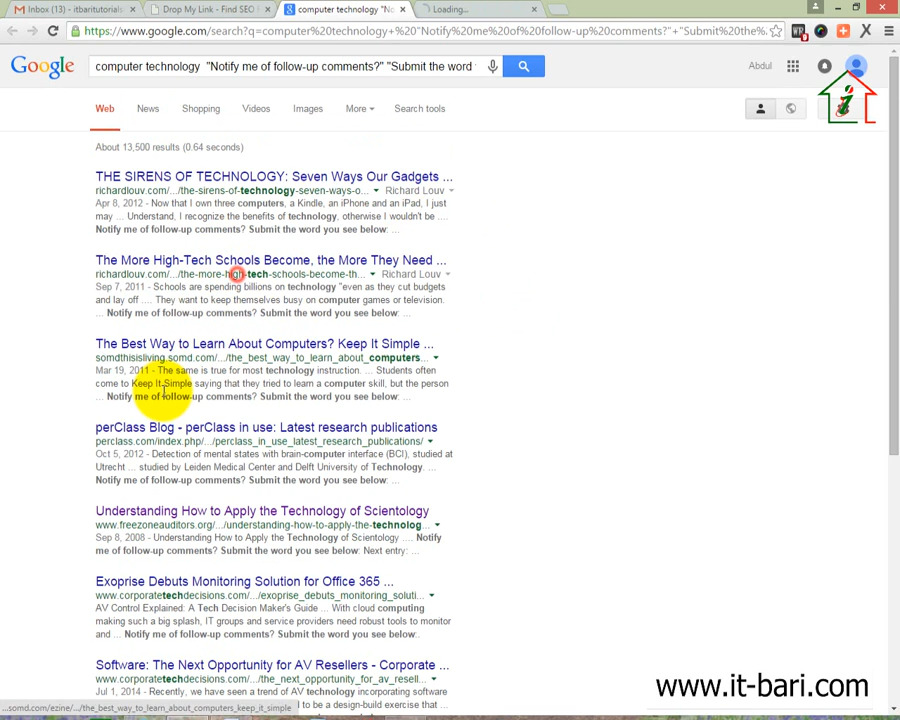 Inbox (13) - itbaritutorials
Drop My Link - Find SEO
computer technology "No
Loading...
https://www.google.com/search?q=computer%20technology+%20"Notify%20me%20of%20follow-up%20comments?"+"Submit%20the%
Google
computer technology "Notify me of follow-up comments?" "Submit the word
Abdul
Web News Shopping Videos Images More Search tools
About 13,500 results (0.64 seconds)
THE SIRENS OF TECHNOLOGY: Seven Ways Our Gadgets ...
richardlouv.com/.../the-sirens-of-technology-seven-ways-o... Richard Louv
Apr 8, 2012 - Now that I own three computers, a Kindle, an iPhone and an iPad, I just
may ... Understand, I recognize the benefits of technology, otherwise I wouldn't be ....
Notify me of follow-up comments? Submit the word you see below: ...
The More High-Tech Schools Become, the More They Need ...
richardlouv.com/.../the-more-high-tech-schools-become-th... Richard Louv
Sep 7, 2011 - Schools are spending billions on technology "even as they cut budgets
and lay off .... They want to keep themselves busy on computer games or television.
... Notify me of follow-up comments? Submit the word you see below: ...
The Best Way to Learn About Computers? Keep It Simple ...
somdthisisliving.somd.com/.../the_best_way_to_learn_about_computers...
Mar 19, 2011 - The same is true for most technology instruction. ... Students often
come to Keep It Simple saying that they tried to learn a computer skill, but the person
... Notify me of follow-up comments? Submit the word you see below: ...
perClass Blog - perClass in use: Latest research publications
perclass.com/index.php/.../perclass_in_use_latest_research_publications/
Oct 5, 2012 - Detection of mental states with brain-computer interface (BCI), studied at
Utrecht ... studied by Leiden Medical Center and Delft University of Technology. ...
Notify me of follow-up comments? Submit the word you see below: ...
Understanding How to Apply the Technology of Scientology
www.freezoneauditors.org/.../understanding-how-to-apply-the-technolog...
Sep 8, 2008 - Understanding How to Apply the Technology of Scientology .... Notify
me of follow-up comments? Submit the word you see below: Next entry: ...
Exoprise Debuts Monitoring Solution for Office 365 ...
www.corporatetechdecisions.com/.../exoprise_debuts_monitoring_soluti...
AV Control Explained: A Tech Decision Maker's Guide ... With cloud computing
making such a big splash, IT groups and service providers need robust tools to monitor
and ... Notify me of follow-up comments? Submit the word you see below:.
Software: The Next Opportunity for AV Resellers - Corporate ...
www.corporatetechdecisions.com/.../the_next_opportunity_for_av_resell...
Jul 1, 2014 - Recently, we have seen a trend of AV technology incorporating software
to be a design-build exercise that ...
...somd.com/ezine/.../the_best_way_to_learn_about_computers_keep_it_simple
www.it-bari.com